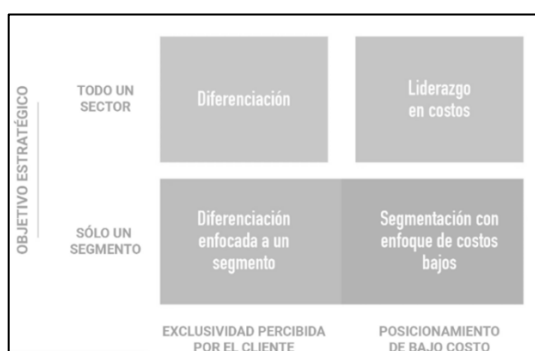 OBJETIVO ESTRATÉGICO
TODO UN
SECTOR
Diferenciación
Liderazgo
en costos
SÓLO UN
SEGMENTO
Diferenciación
enfocada a un
segmento
Segmentación con
enfoque de costos
bajos
EXCLUSIVIDAD PERCIBIDA
POR EL CLIENTE
POSICIONAMIENTO
DE BAJO COSTO